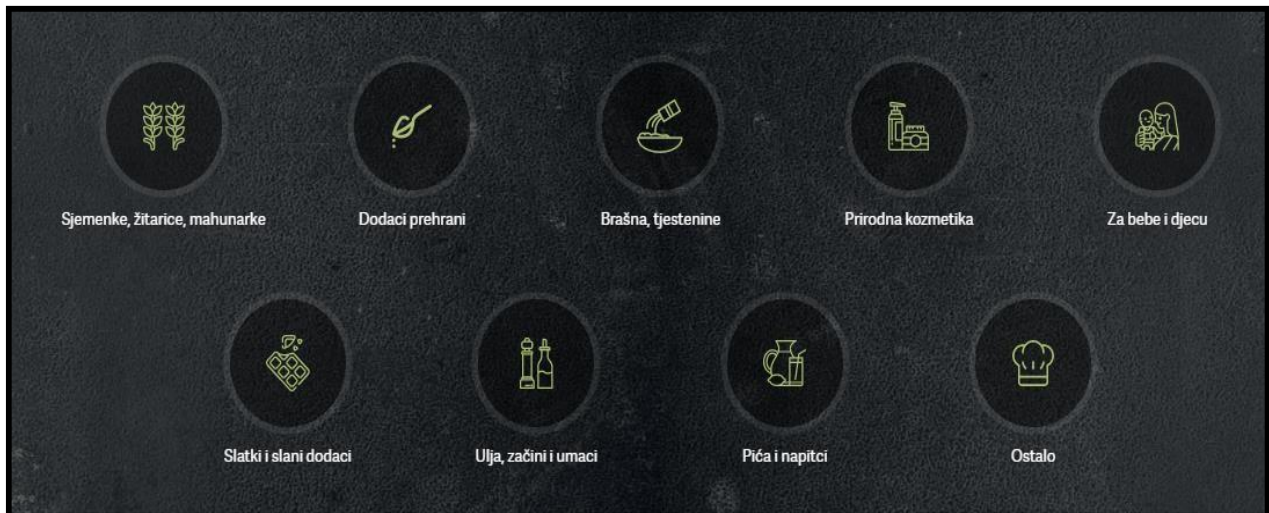 Sjemenke, žitarice, mahunarke
Dodaci prehrani
Brašna, tjestenine
Prirodna kozmetika
Za bebe i djecu
Slatki i slani dodaci
Ulja, začini i umaci
Pića i napitci
Ostalo